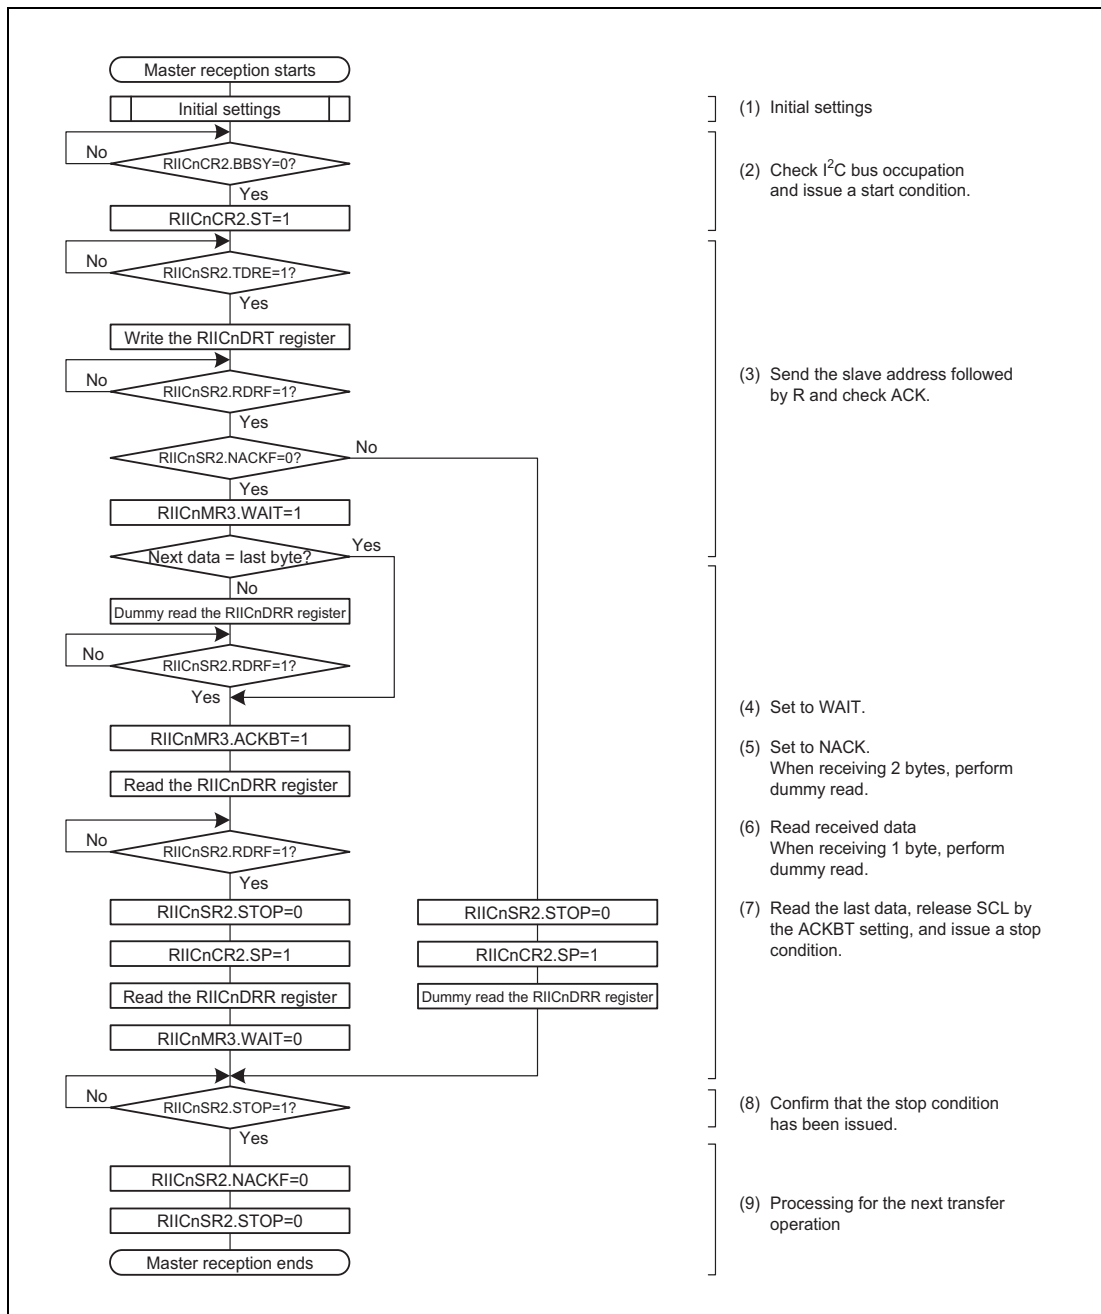 Master reception starts
Initial settings
No
RIICnCR2.BBSY=0?
Yes
RIICnCR2.ST=1
No
RIICnSR2.TDRE=1?
Yes
Write the RIICnDRT register
No
RIICnSR2.RDRF=1?
Yes
RIICnSR2.NACKF=0?
No
Yes
RIICnMR3.WAIT=1
Next data = last byte?
Yes
No
Dummy read the RIICnDRR register
No
RIICnSR2.RDRF=1?
Yes
RIICnMR3.ACKBT=1
Read the RIICnDRR register
No
RIICnSR2.RDRF=1?
Yes
RIICnSR2.STOP=0
RIICnCR2.SP=1
Read the RIICnDRR register
RIICnMR3.WAIT=0
RIICnSR2.STOP=0
RIICnCR2.SP=1
Dummy read the RIICnDRR register
No
RIICnSR2.STOP=1?
Yes
RIICnSR2.NACKF=0
RIICnSR2.STOP=0
Master reception ends
(1) Initial settings
(2) Check I²C bus occupation
and issue a start condition.
(3) Send the slave address followed
by R and check ACK.
(4) Set to WAIT.
(5) Set to NACK.
When receiving 2 bytes, perform
dummy read.
(6) Read received data
When receiving 1 byte, perform
dummy read.
(7) Read the last data, release SCL by
the ACKBT setting, and issue a stop
condition.
(8) Confirm that the stop condition
has been issued.
(9) Processing for the next transfer
operation